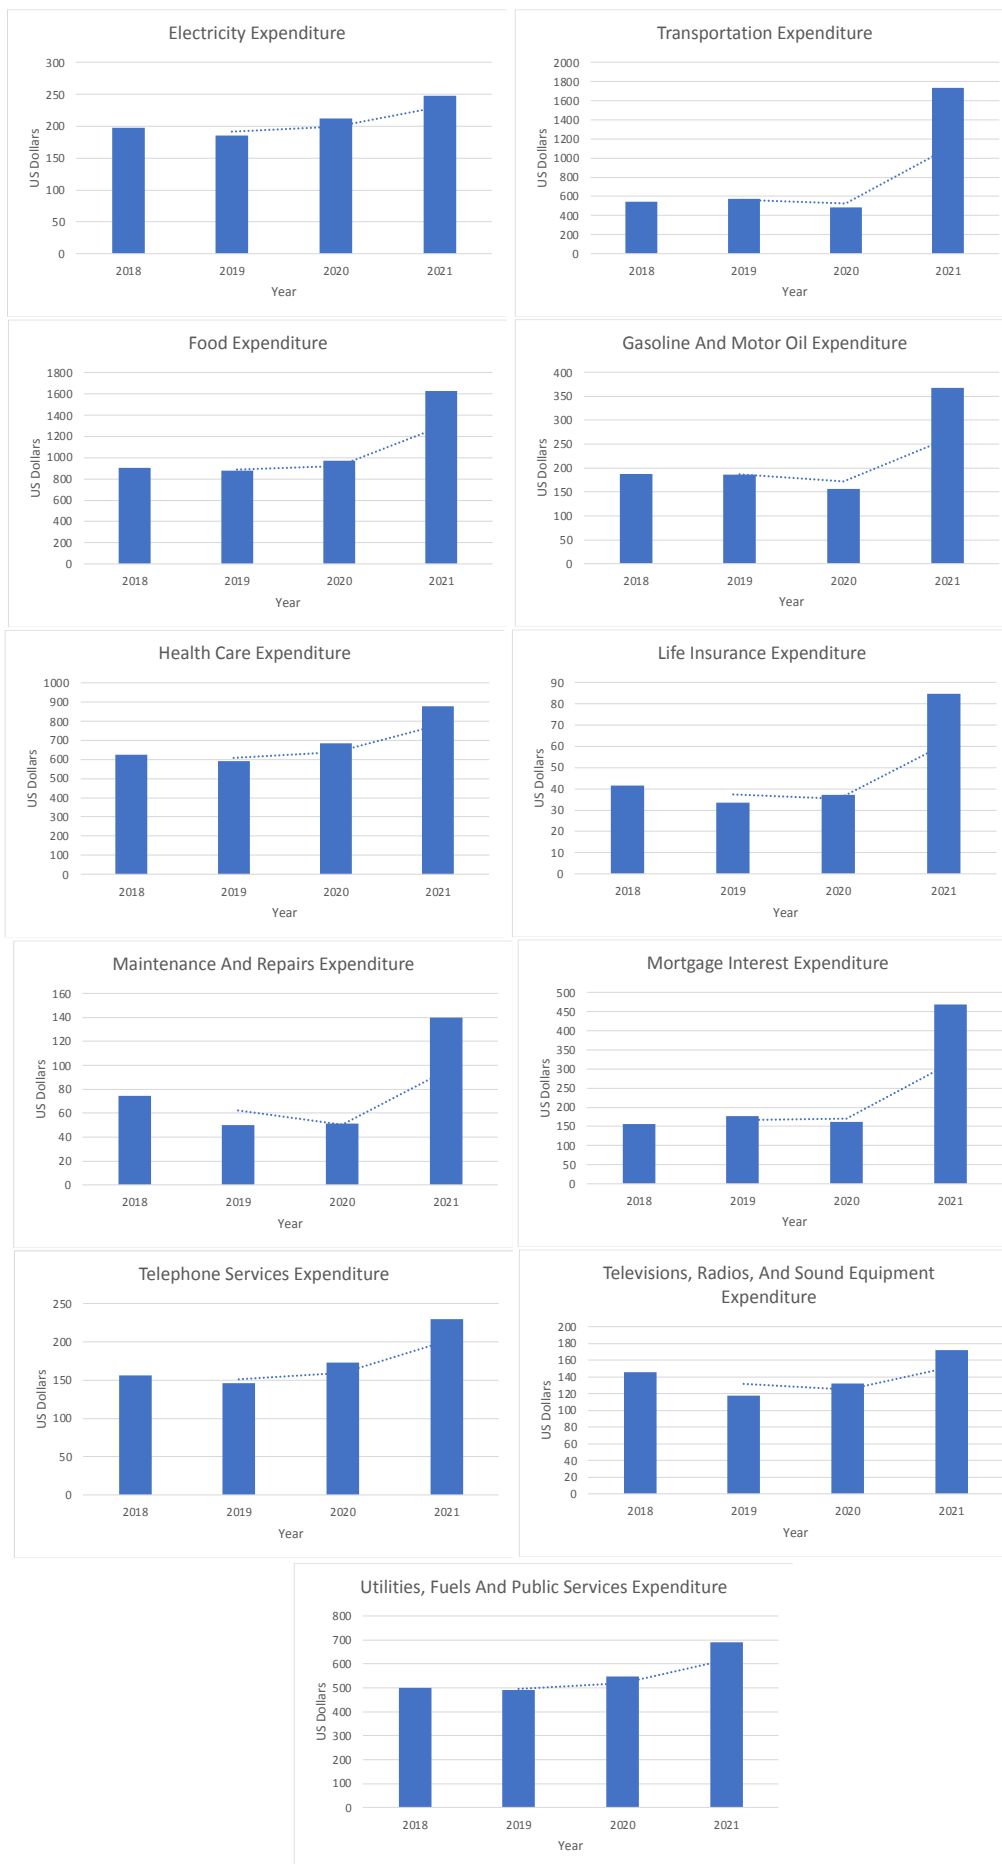 Electricity Expenditure
300
250
200
150
100
50
0
US Dollars
2018 2019 2020 2021
Year
Transportation Expenditure
2000
1800
1600
1400
1200
1000
800
600
400
200
0
US Dollars
2018 2019 2020 2021
Year
Food Expenditure
1800
1600
1400
1200
1000
800
600
400
200
0
US Dollars
2018 2019 2020 2021
Year
Gasoline And Motor Oil Expenditure
400
350
300
250
200
150
100
50
0
US Dollars
2018 2019 2020 2021
Year
Health Care Expenditure
1000
900
800
700
600
500
400
300
200
100
0
US Dollars
2018 2019 2020 2021
Year
Life Insurance Expenditure
90
80
70
60
50
40
30
20
10
0
US Dollars
2018 2019 2020 2021
Year
Maintenance And Repairs Expenditure
160
140
120
100
80
60
40
20
0
US Dollars
2018 2019 2020 2021
Year
Mortgage Interest Expenditure
500
450
400
350
300
250
200
150
100
50
0
US Dollars
2018 2019 2020 2021
Year
Telephone Services Expenditure
250
200
150
100
50
0
US Dollars
2018 2019 2020 2021
Year
Televisions, Radios, And Sound Equipment
Expenditure
200
180
160
140
120
100
80
60
40
20
0
US Dollars
2018 2019 2020 2021
Year
Utilities, Fuels And Public Services Expenditure
800
700
600
500
400
300
200
100
0
US Dollars
2018 2019 2020 2021
Year